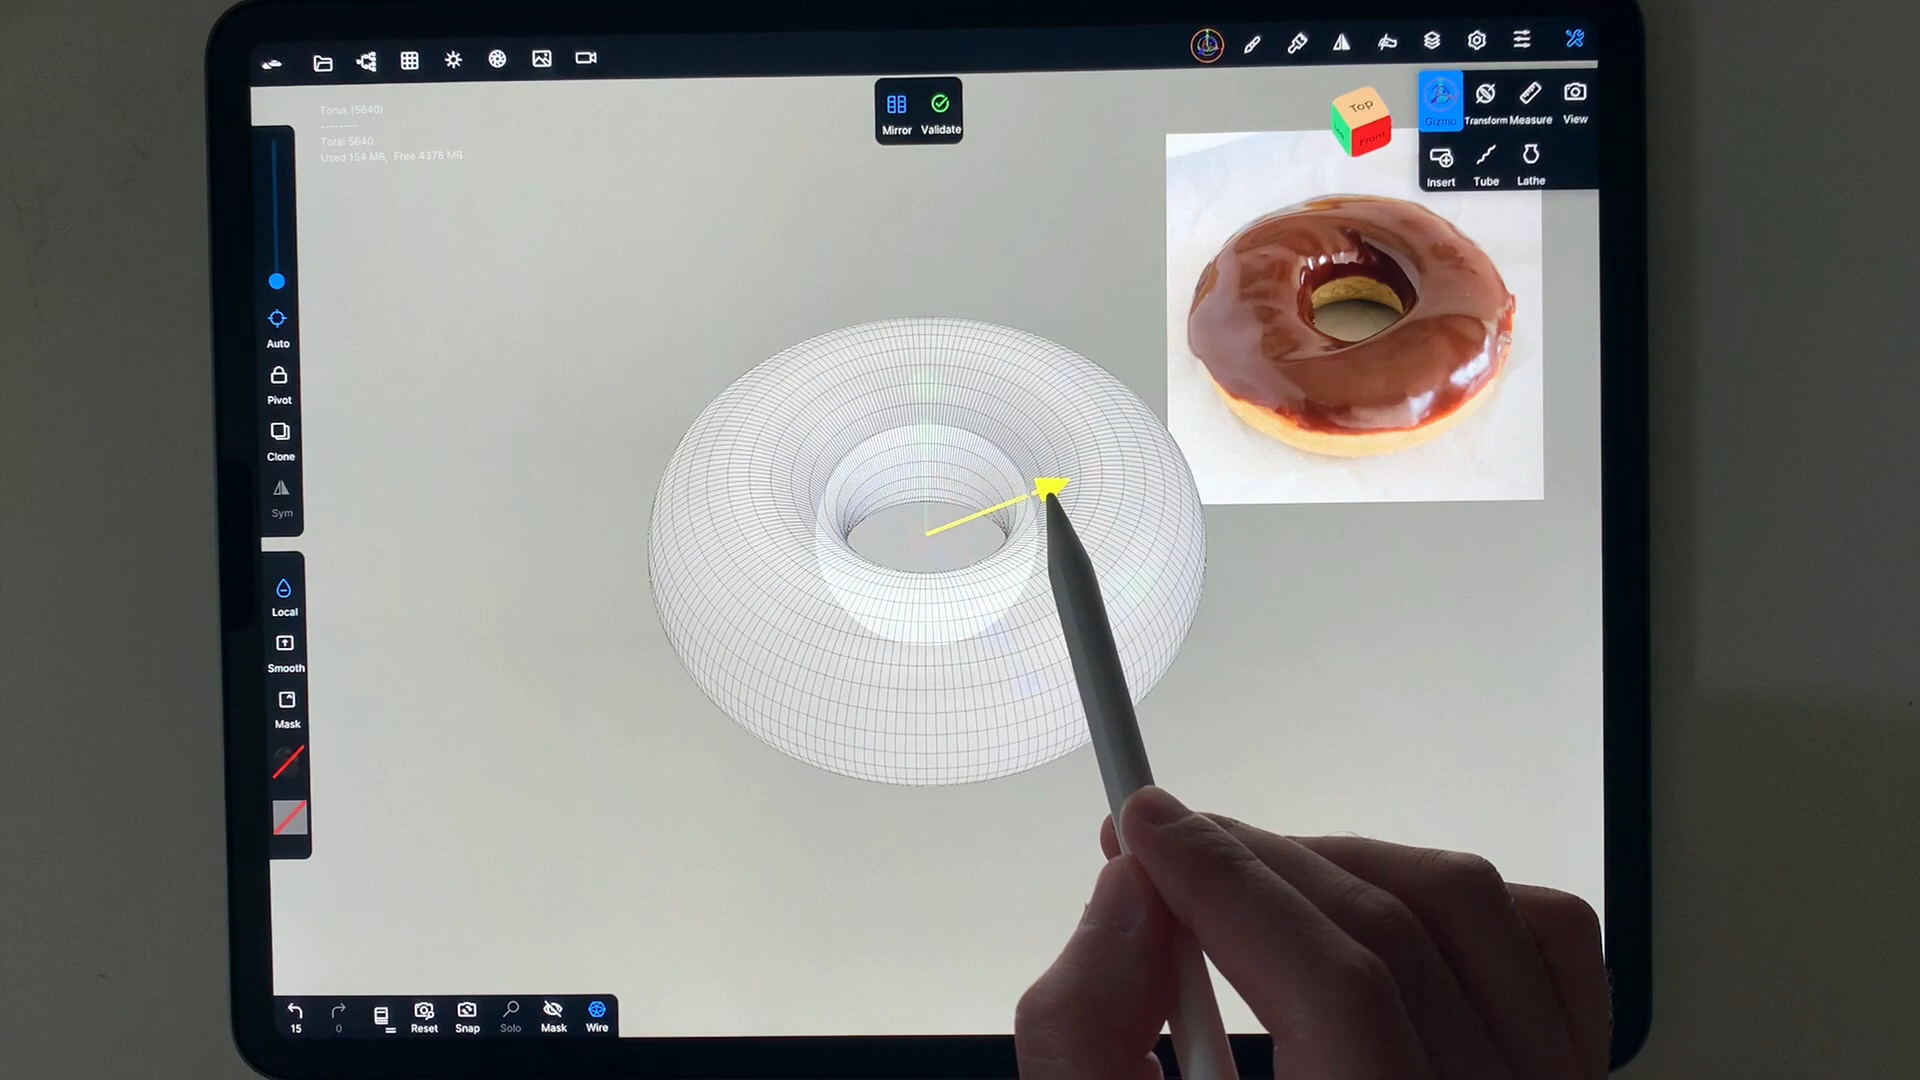 Torus (5640)
--------
Total 5640
Used 154 MB, Free 4378 MB
Mirror
Validate
Top
Front
Gizmo
Transform
Measure
View
Insert
Tube
Lathe
Auto
Pivot
Clone
Sym
Local
Smooth
Mask
15
0
Reset
Snap
Solo
Mask
Wire